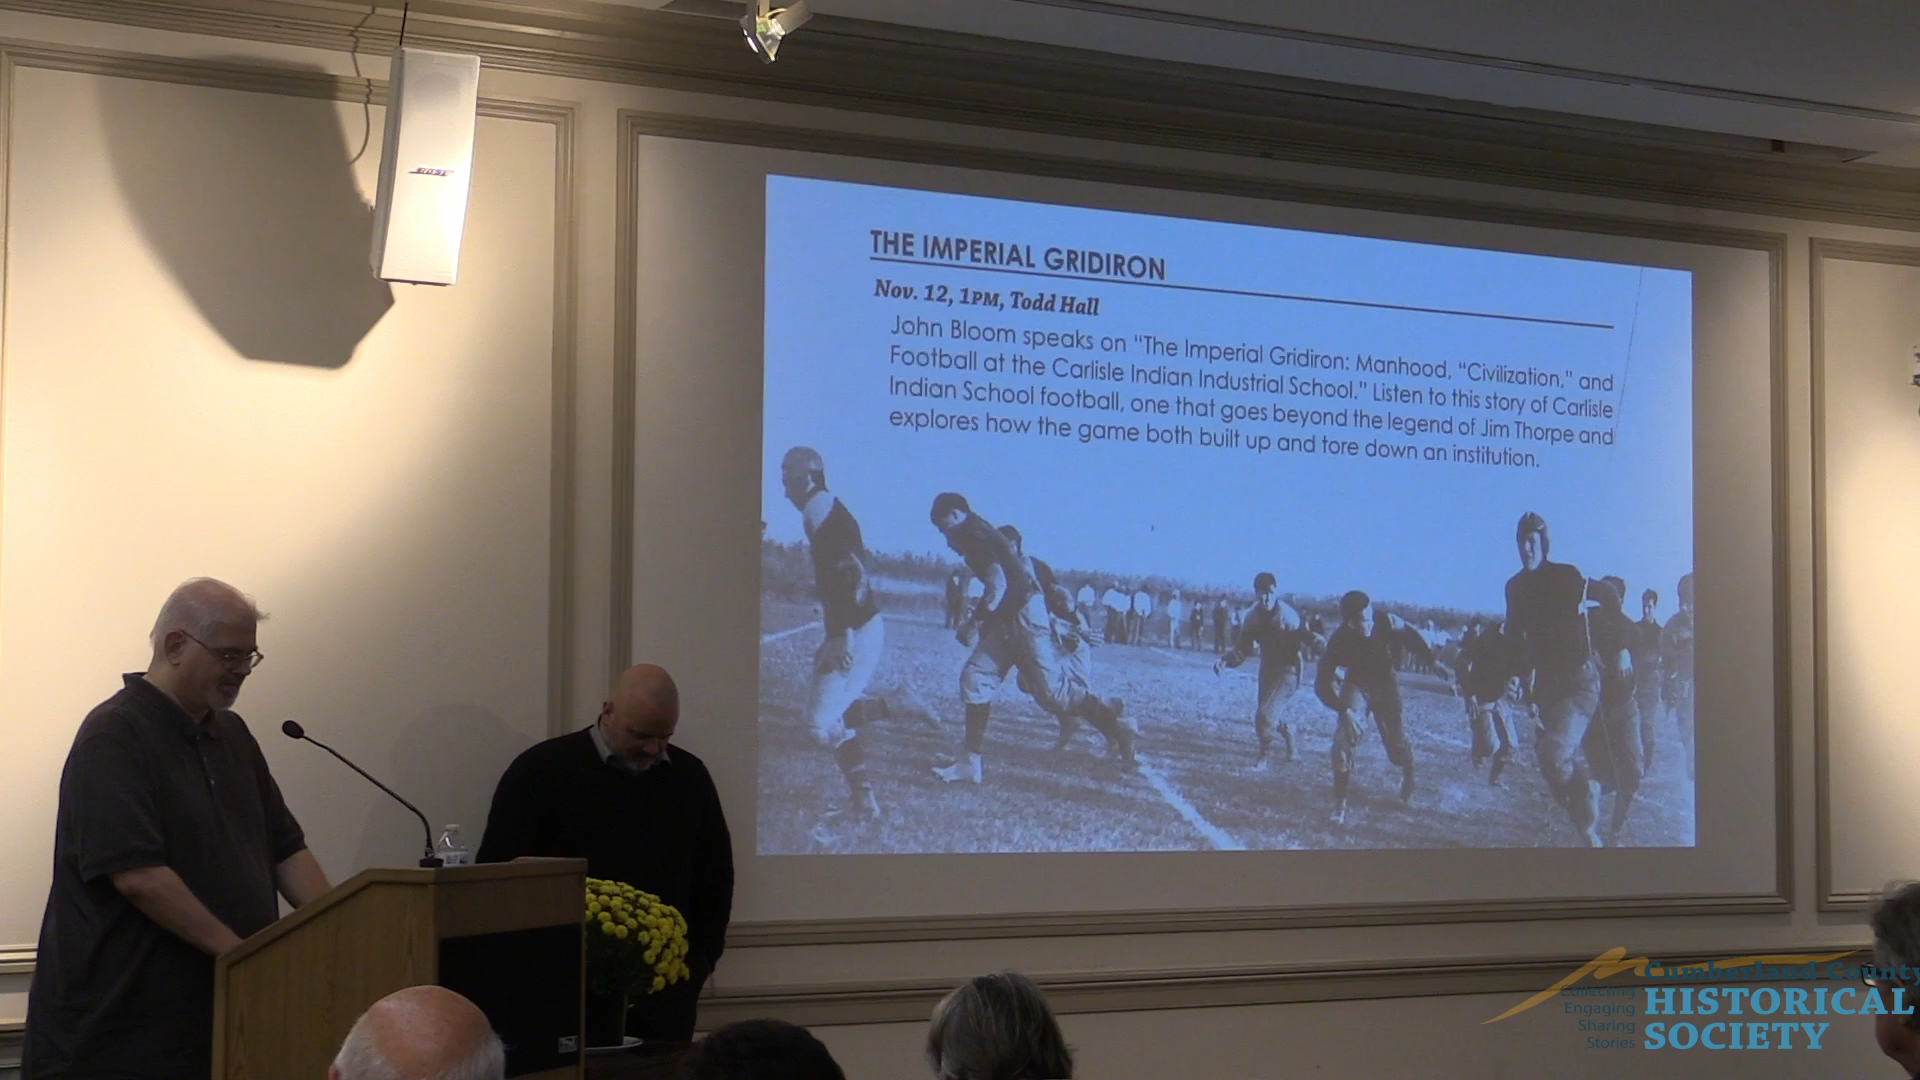 BOSE
THE IMPERIAL GRIDIRON
Nov. 12, 1PM, Todd Hall
John Bloom speaks on "The Imperial Gridiron: Manhood, "Civilization," and
Football at the Carlisle Indian Industrial School." Listen to this story of Carlisle
Indian School football, one that goes beyond the legend of Jim Thorpe and
explores how the game both built up and tore down an institution.
Cumberland County
HISTORICAL
SOCIETY
Collecting
Engaging
Sharing
Stories